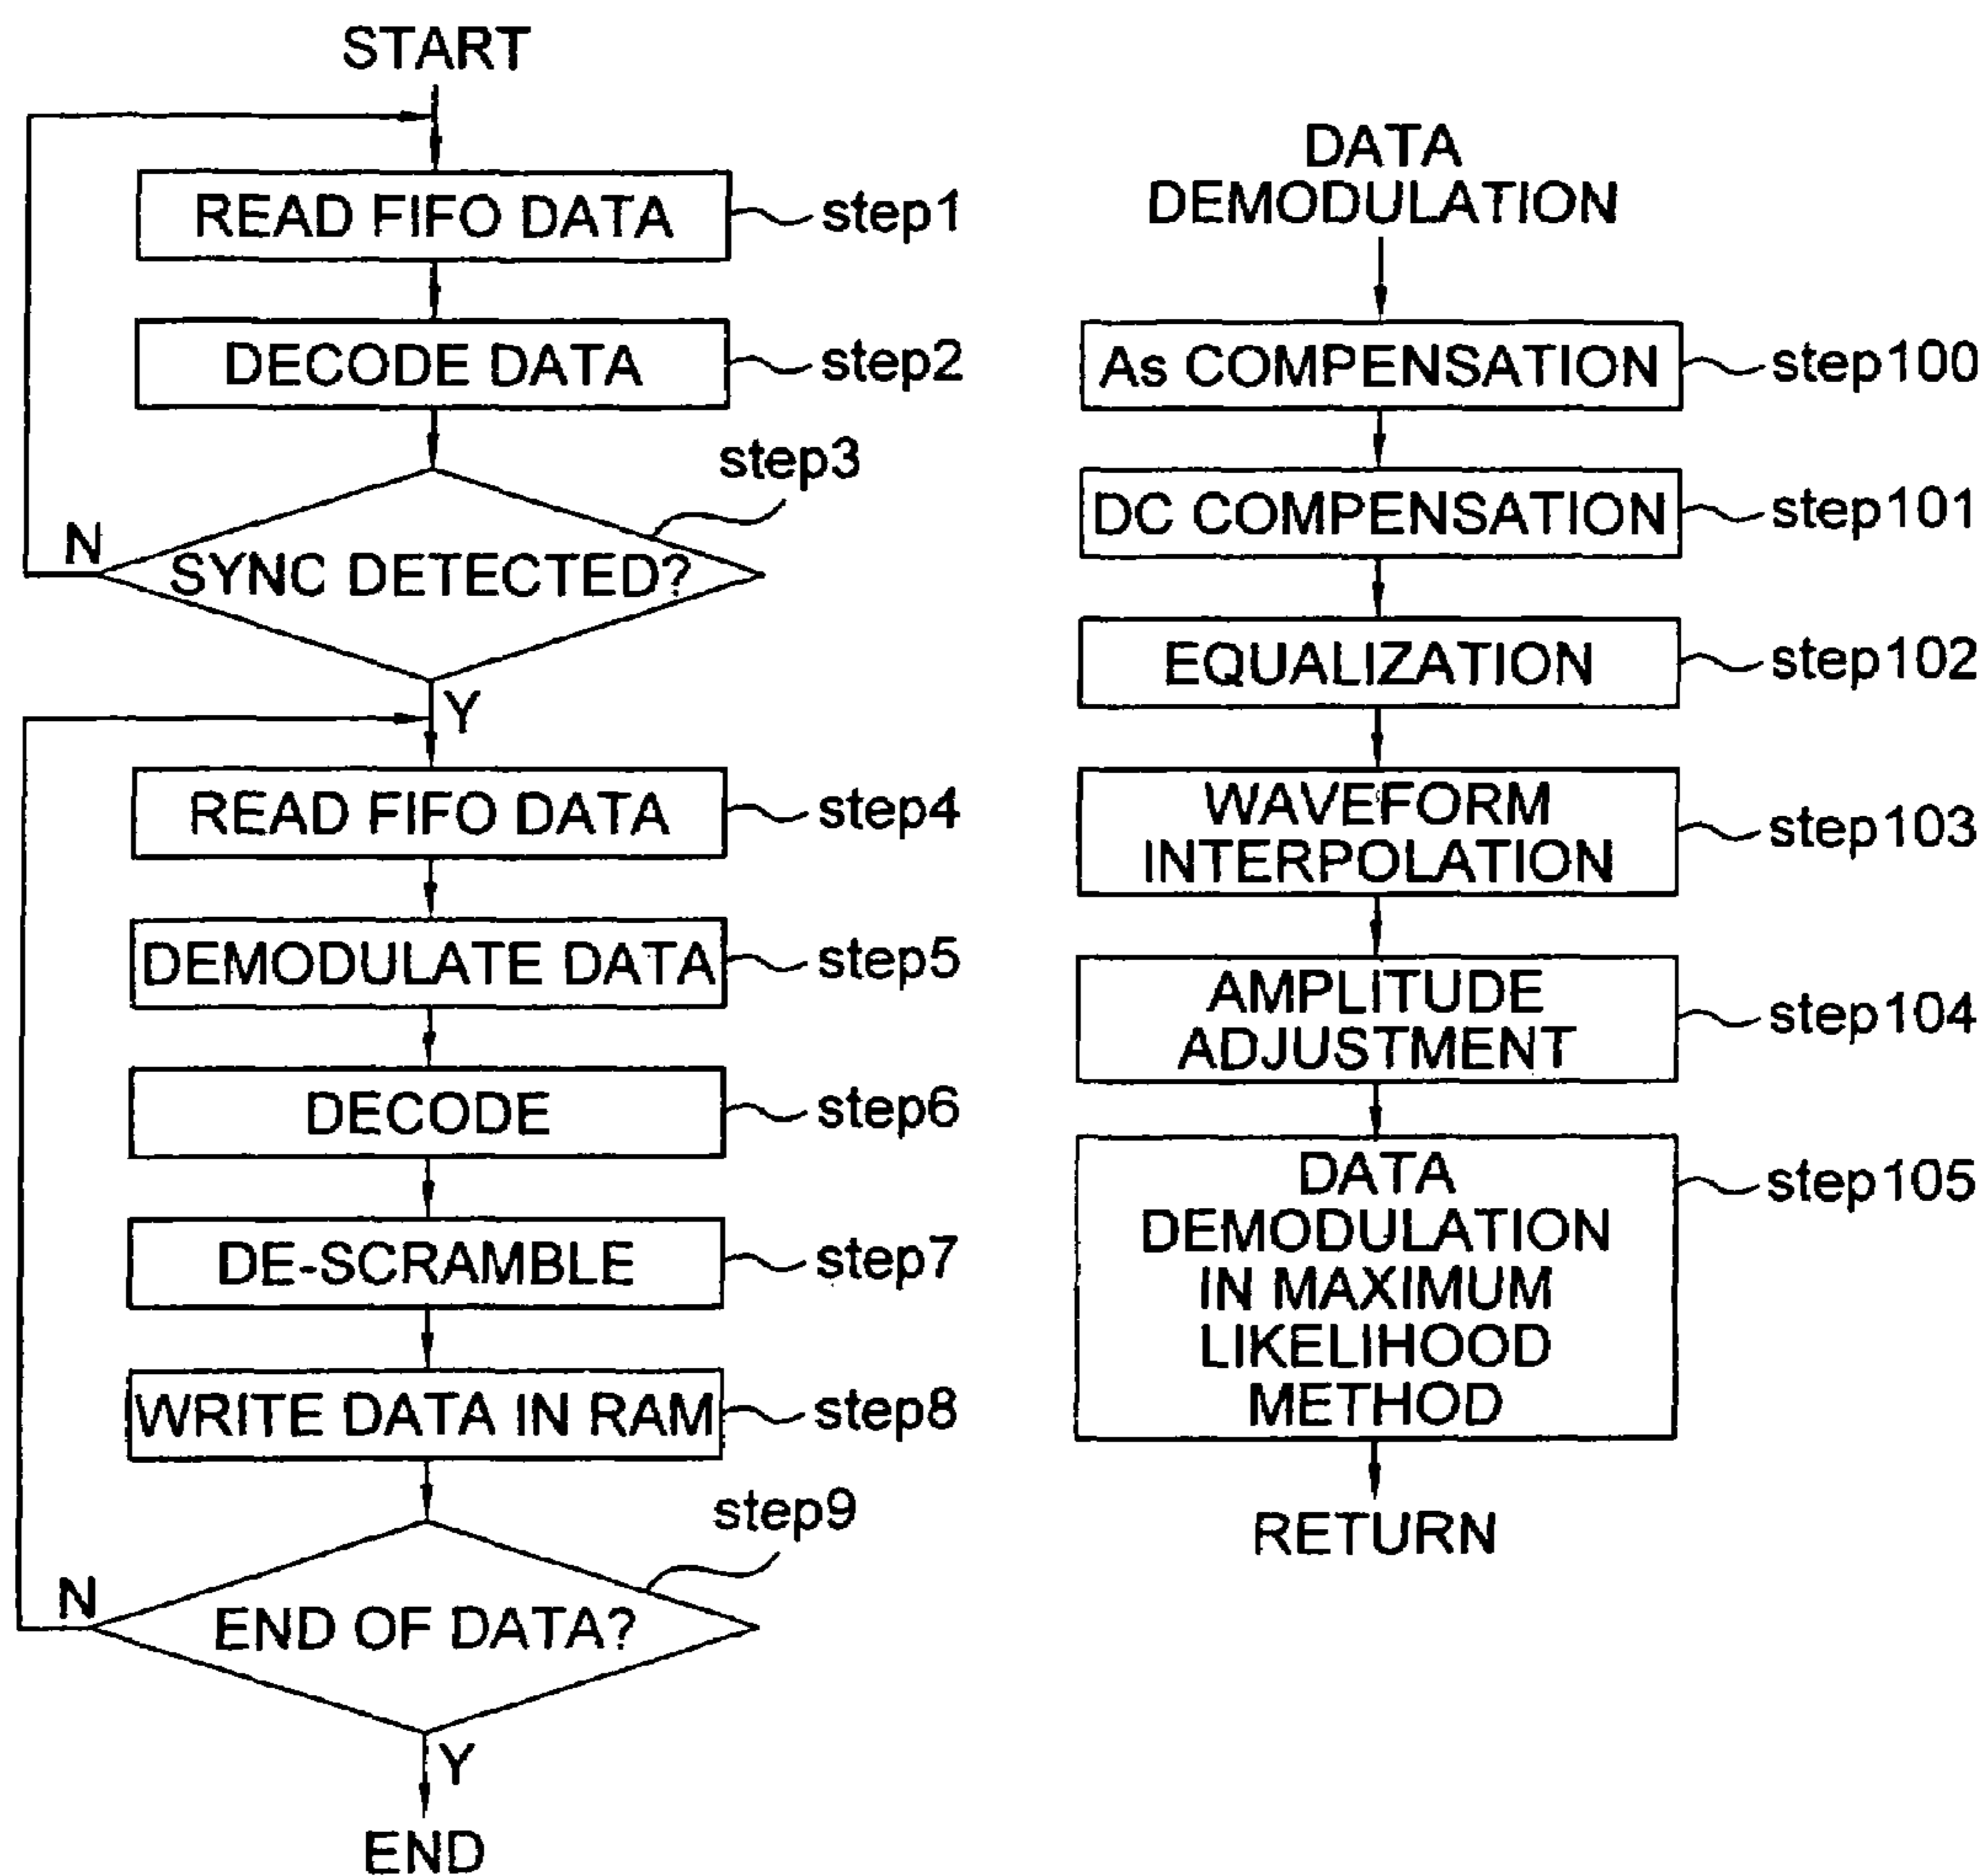 START
READ FIFO DATA
step1
DECODE DATA
step2
step3
N
SYNC DETECTED?
Y
READ FIFO DATA
step4
DEMODULATE DATA
step5
DECODE
step6
DE-SCRAMBLE
step7
WRITE DATA IN RAM
step8
step9
N
END OF DATA?
Y
END
DATA
DEMODULATION
As COMPENSATION
step100
DC COMPENSATION
step101
EQUALIZATION
step102
WAVEFORM
INTERPOLATION
step103
AMPLITUDE
ADJUSTMENT
step104
DATA
DEMODULATION
IN MAXIMUM
LIKELIHOOD
METHOD
step105
RETURN